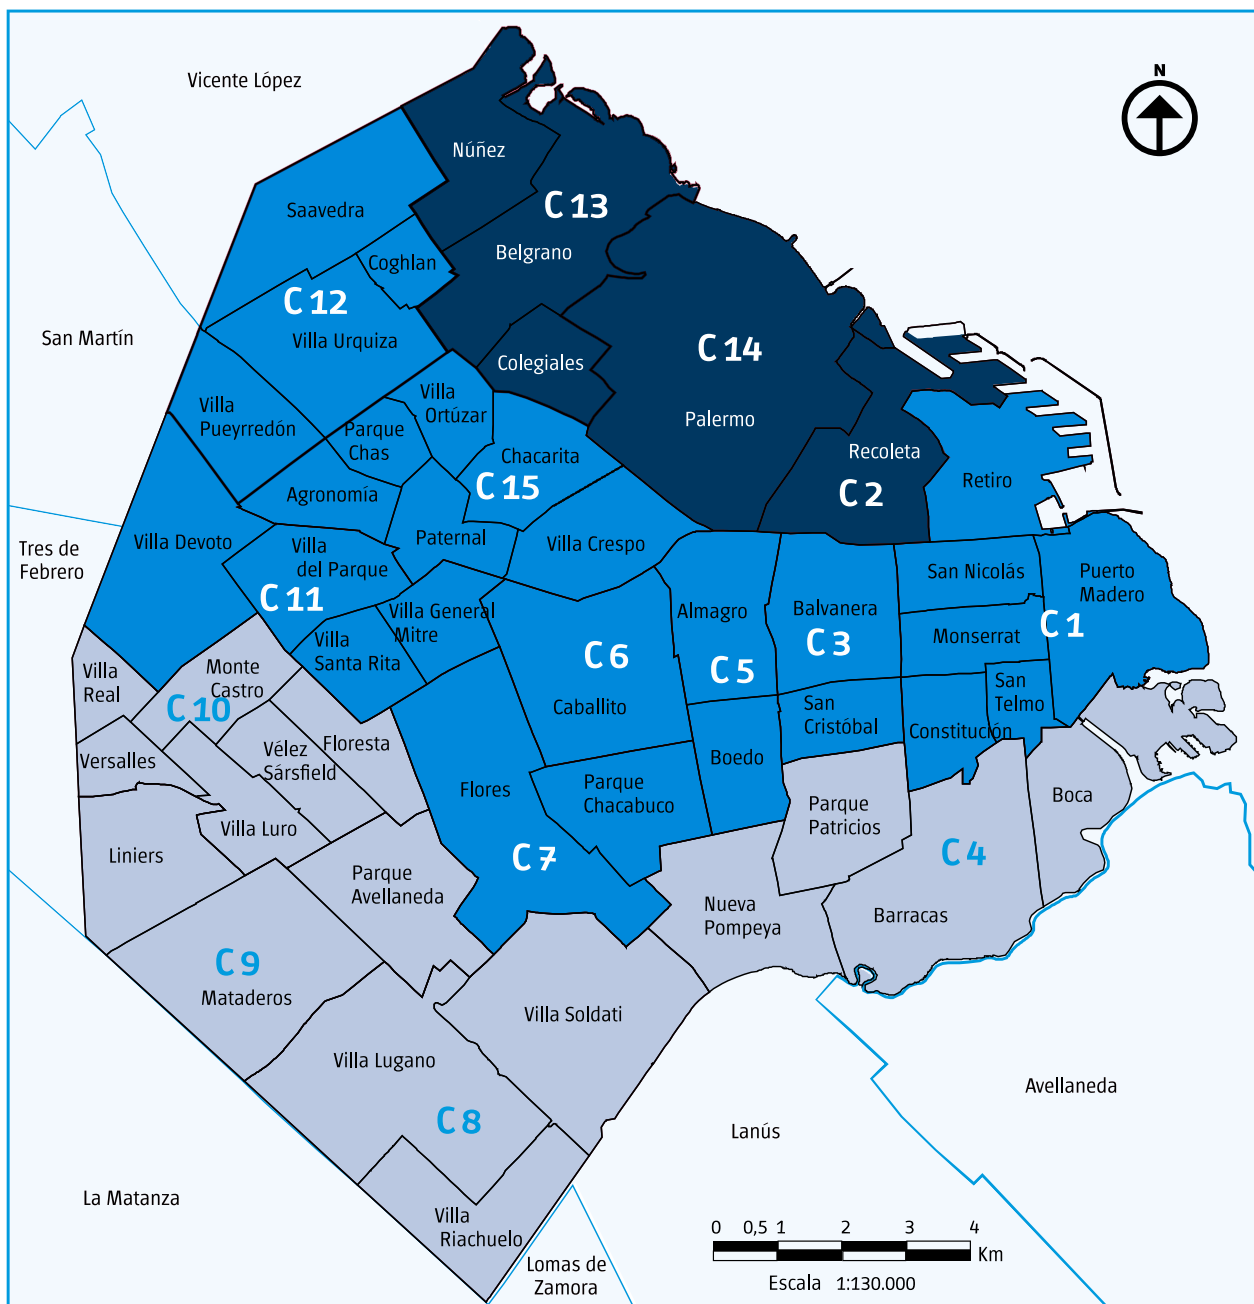 N
Vicente López
Núñez
Saavedra
C 13
Coghlan
Belgrano
C 12
San Martín
Villa Urquiza
C 14
Colegiales
Villa
Ortúzar
Villa
Pueyrredón
Palermo
Parque
Chas
Chacarita
Recoleta
C 15
C 2
Retiro
Agronomía
Paternal
Villa Crespo
Villa Devoto
Tres de
Febrero
Villa
del Parque
San Nicolás
Puerto
Madero
C 11
Villa General
Mitre
Almagro
Balvanera
Monserrat
C 1
Villa
Santa Rita
C 6
C 5
C 3
Villa
Real
Monte
Castro
C 10
Caballito
San
Cristóbal
San
Telmo
Constitución
Versalles
Vélez
Sársfield
Floresta
Boedo
Flores
Parque
Chacabuco
Boca
Parque
Patricios
Villa Luro
Liniers
C 7
C 4
Parque
Avellaneda
Nueva
Pompeya
Barracas
C 9
Mataderos
Villa Soldati
Villa Lugano
C 8
Avellaneda
Lanús
La Matanza
Villa
Riachuelo
Lomas de
Zamora
0 0,5 1 2 3 4
Km
Escala 1:130.000